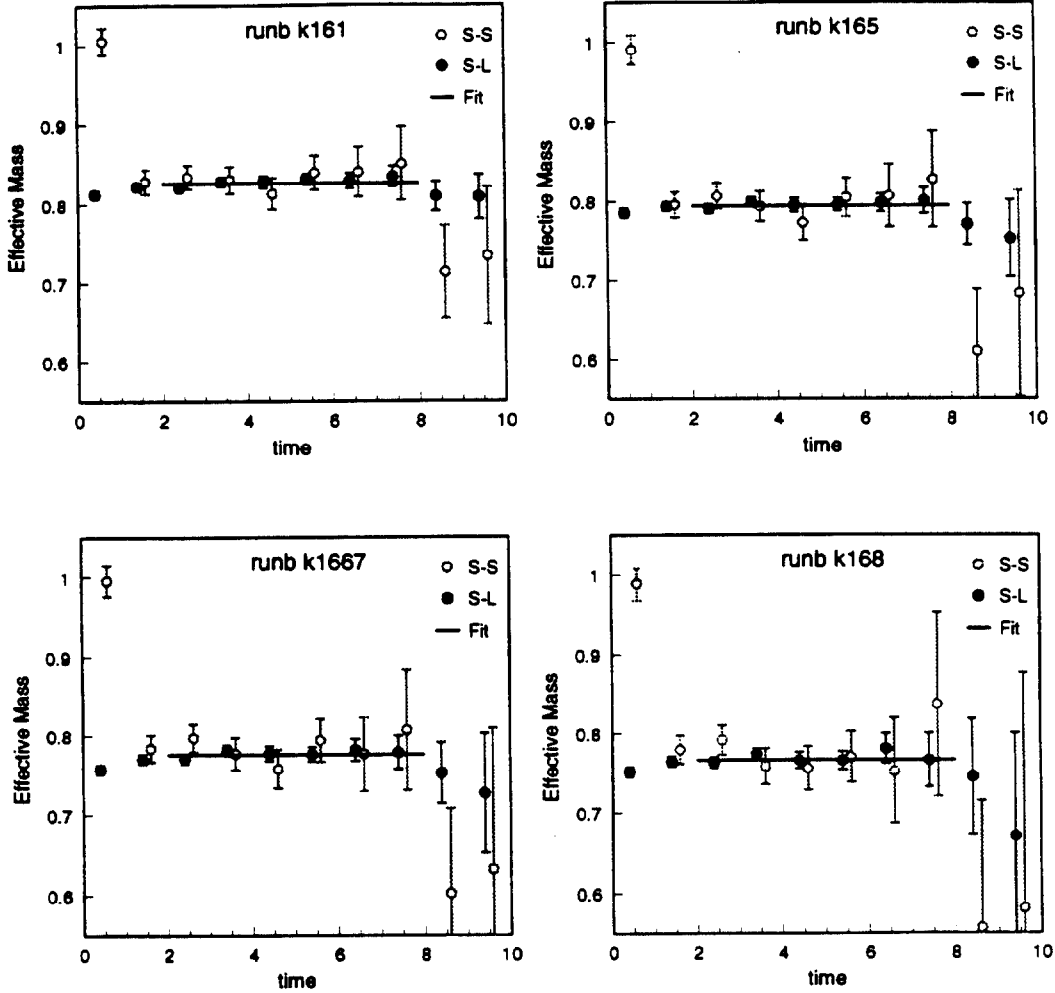 runb k161
S-S
S-L
Fit
1
0.9
0.8
0.7
0.6
Effective Mass
0 2 4 6 8 10
time
runb k165
S-S
S-L
Fit
1
0.9
0.8
0.7
0.6
Effective Mass
0 2 4 6 8 10
time
runb k1667
S-S
S-L
Fit
1
0.9
0.8
0.7
0.6
Effective Mass
0 2 4 6 8 10
time
runb k168
S-S
S-L
Fit
1
0.9
0.8
0.7
0.6
Effective Mass
0 2 4 6 8 10
time